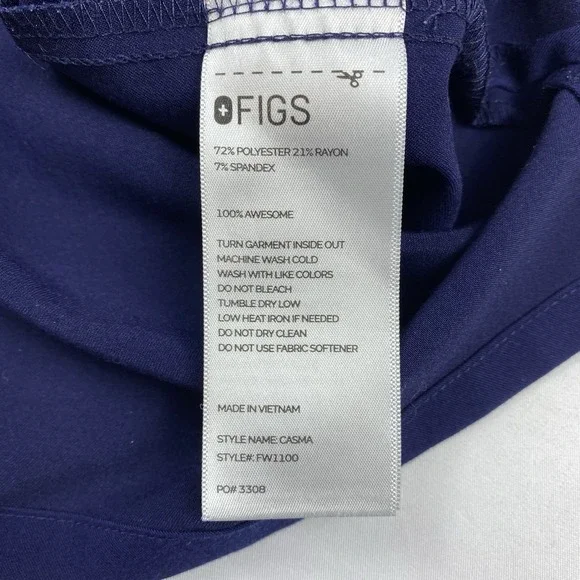 FIGS
72% POLYESTER 21% RAYON
7% SPANDEX
100% AWESOME
TURN GARMENT INSIDE OUT
MACHINE WASH COLD
WASH WITH LIKE COLORS
DO NOT BLEACH
TUMBLE DRY LOW
LOW HEAT IRON IF NEEDED
DO NOT DRY CLEAN
DO NOT USE FABRIC SOFTENER
MADE IN VIETNAM
STYLE NAME: CASMA
STYLE#: FW1100
PO# 3308